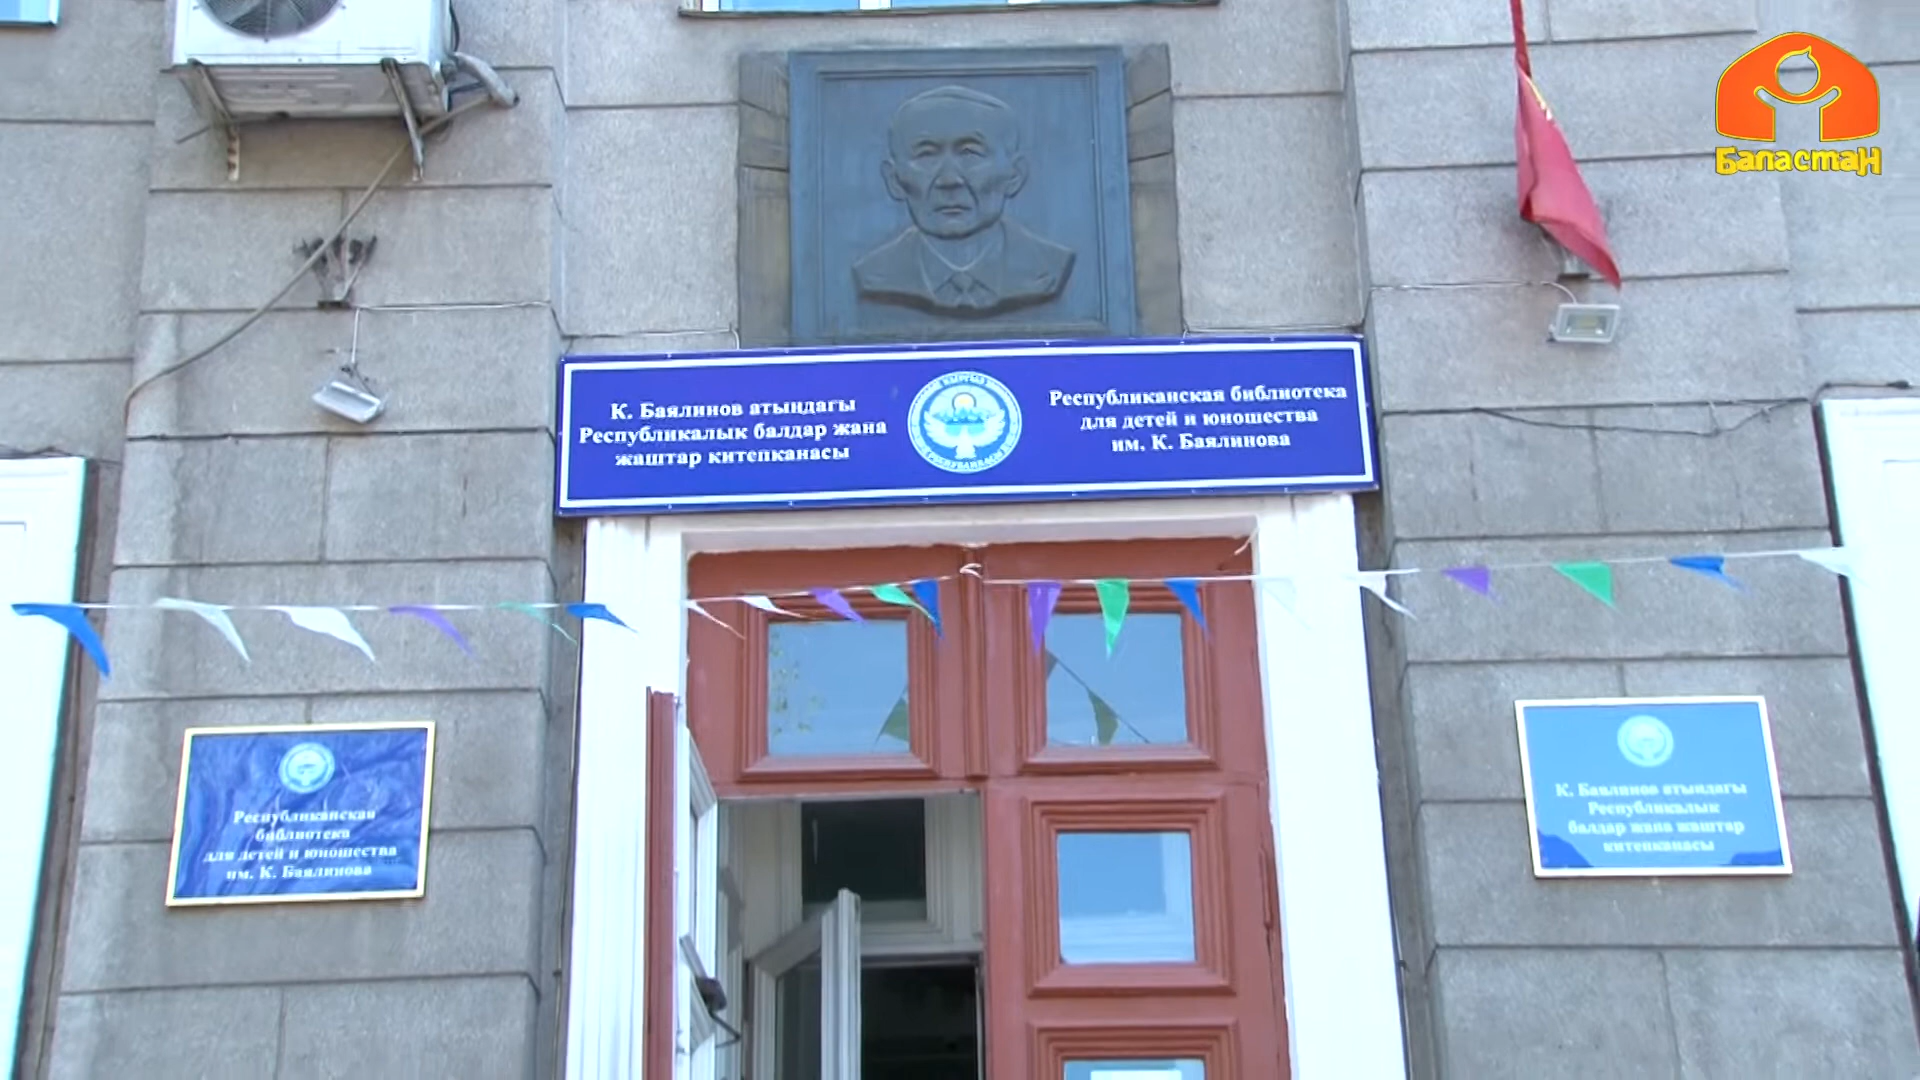 Баластан
К. Баялинов атындагы
Республикалык балдар жана
жаштар китепканасы
Республиканская библиотека
для детей и юношества
им. К. Баялинова
Республиканская
библиотека
для детей и юношества
им. К. Баялинова
К. Баялинов атындагы
Республикалык
балдар жана жаштар
китепканасы